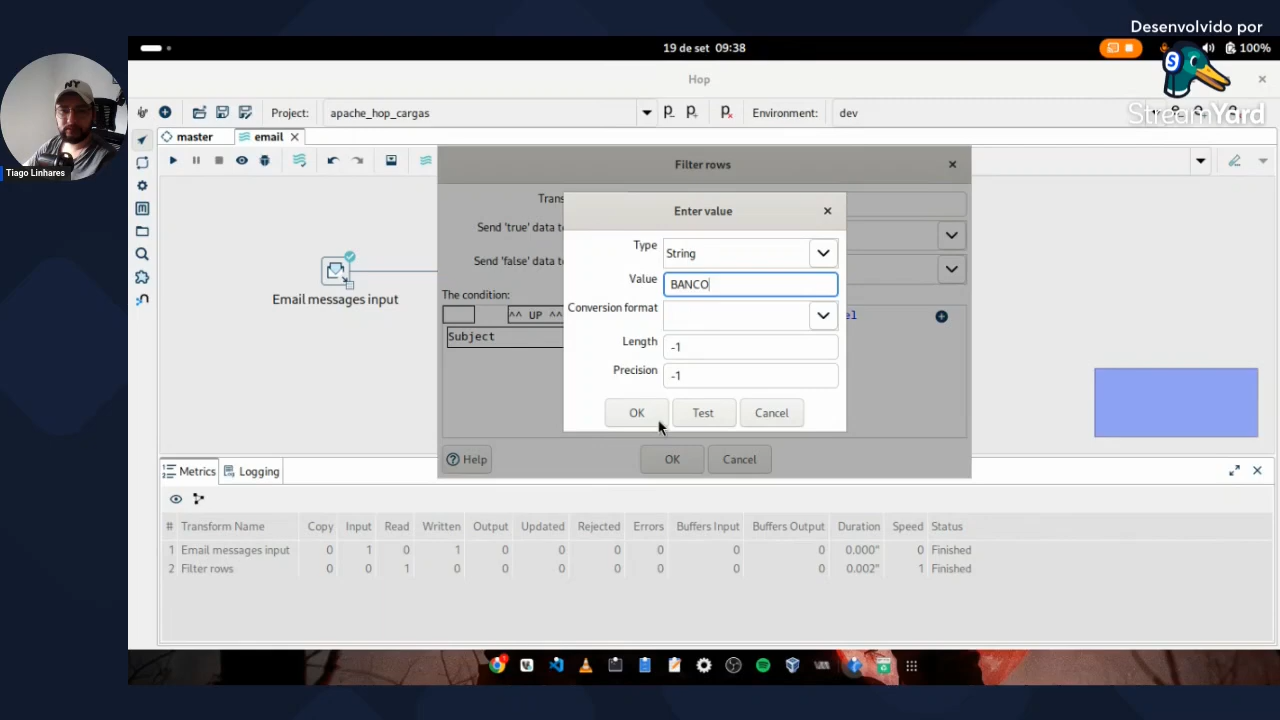 Desenvolvido por
StreamYard
19 de set 09:38
100%
Hop
Project:
apache_hop_cargas
Environment:
dev
master
email
Tiago Linhares
Filter rows
Send 'true' data t
Send 'false' data to
The condition:
^^ UP ^^
Subject
Enter value
Type
String
Value
BANCO
Conversion format
Length
-1
Precision
-1
OK
Test
Cancel
Help
OK
Cancel
Email messages input
Metrics
Logging
# Transform Name Copy Input Read Written Output Updated Rejected Errors Buffers Input Buffers Output Duration Speed Status
1 Email messages input 0 1 0 1 0 0 0 0 0 0 0.000" 0 Finished
2 Filter rows 0 0 1 0 0 0 0 0 0 0 0.002" 1 Finished